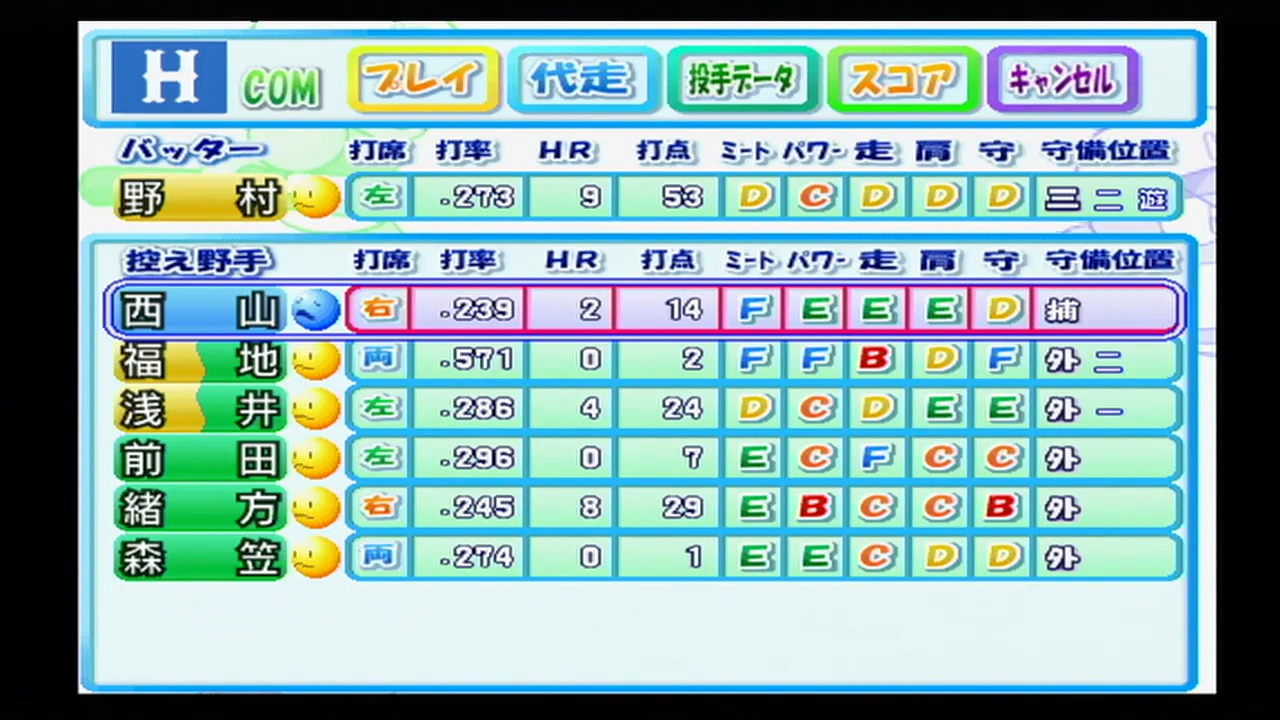 H COM プレイ 代走 投手データ スコア キャンセル
バッター 打席 打率 HR 打点 ミート パワー 走 肩 守 守備位置
野村 左 .273 9 53 D C D D D 三 二 遊
控え野手 打席 打率 HR 打点 ミート パワー 走 肩 守 守備位置
西山 右 .239 2 14 F E E E D 捕
福地 両 .571 0 2 F F B D F 外 二
浅井 左 .286 4 24 D C D E E 外 一
前田 左 .296 0 7 E C F C C 外
緒方 右 .245 8 29 E B C C B 外
森笠 両 .274 0 1 E E C D D 外